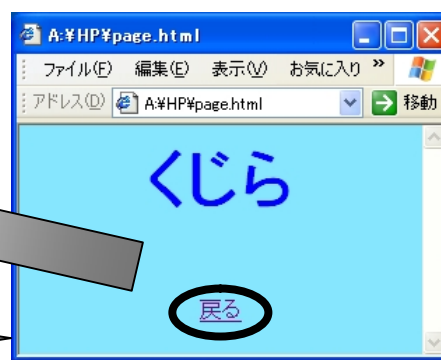 A:¥HP¥page.html
ファイル(F) 編集(E) 表示(V) お気に入り »
アドレス(D) A:¥HP¥page.html 移動
くじら
戻る